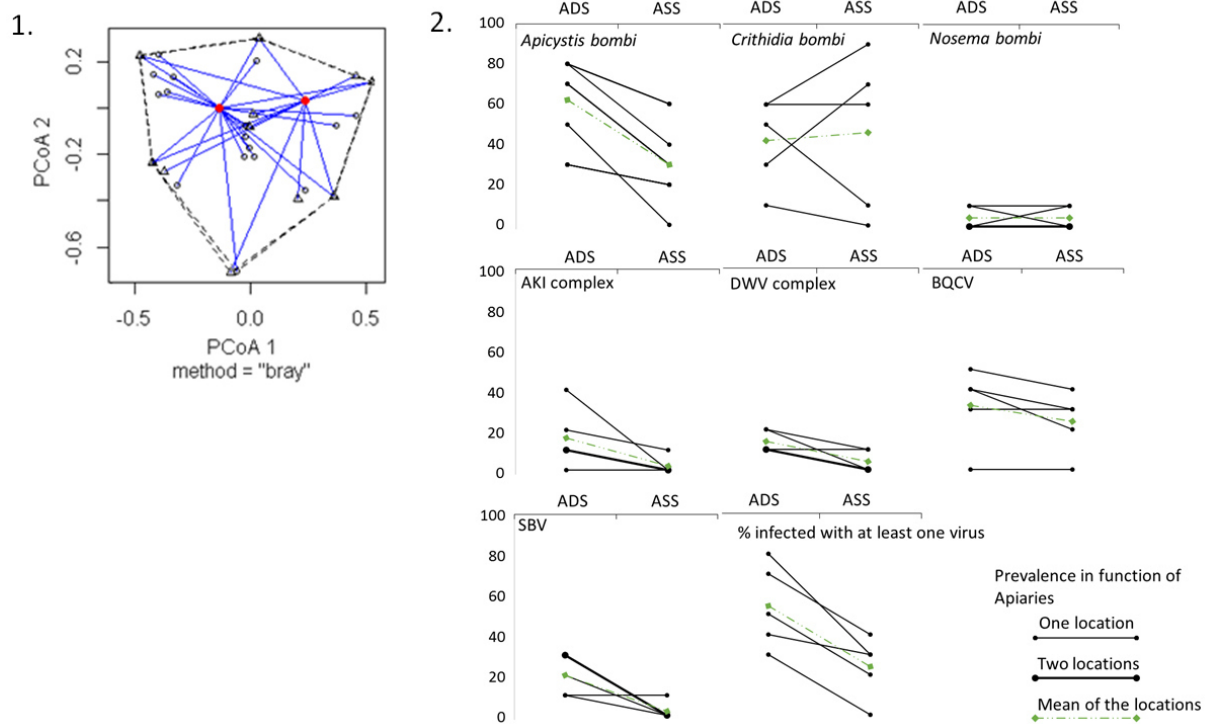 1.
0.2
-0.2
-0.6
PCoA 2
-0.5 0.0 0.5
PCoA 1
method = "bray"
2.
ADS ASS ADS ASS ADS ASS
100
80
60
40
20
0
Apicystis bombi Crithidia bombi Nosema bombi
ADS ASS ADS ASS ADS ASS
100
80
60
40
20
0
AKI complex DWV complex BQCV
ADS ASS ADS ASS
100
80
60
40
20
0
SBV % infected with at least one virus
Prevalence in function of
Apiaries
One location
Two locations
Mean of the locations